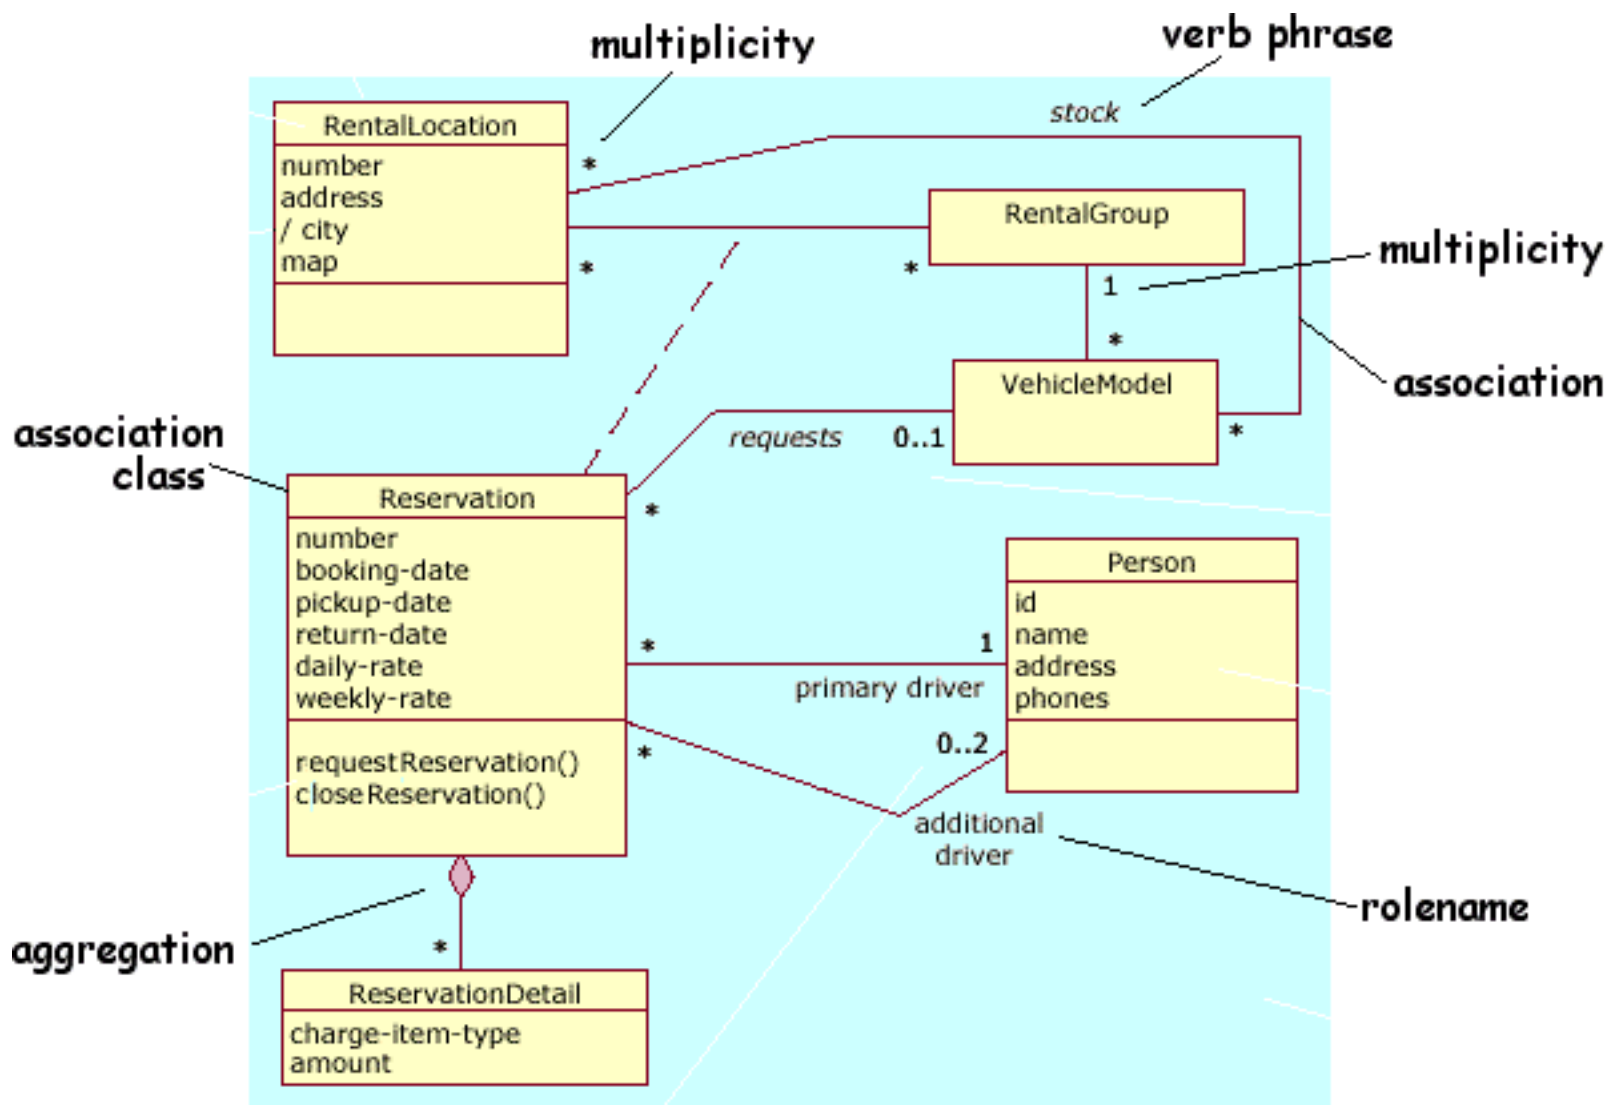 multiplicity
verb phrase
stock
RentalLocation
number
address
/ city
map
*
*
*
RentalGroup
1
*
multiplicity
association
VehicleModel
requests
0..1
*
*
association
class
Reservation
number
booking-date
pickup-date
return-date
daily-rate
weekly-rate
requestReservation()
closeReservation()
*
1
primary driver
*
0..2
additional
driver
Person
id
name
address
phones
rolename
aggregation
*
ReservationDetail
charge-item-type
amount